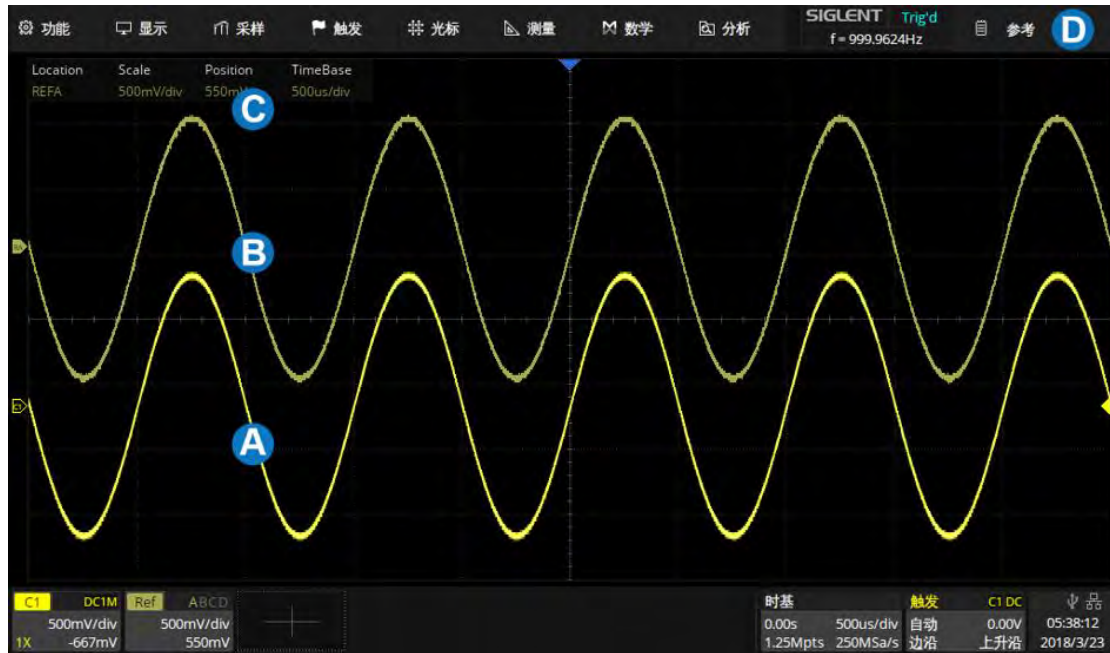 功能 显示 采样 触发 光标 测量 数学 分析 SIGLENT Trig'd 参考 D
f = 999.9624Hz
Location Scale Position TimeBase
REFA 500mV/div 500us/div
C
B
C1
A
C1 DC1M Ref ABCD 时基 触发 C1 DC
500mV/div 500mV/div 0.00s 500us/div 自动 0.00V 05:38:12
1X -667mV 550mV 1.25Mpts 250MSa/s 边沿 上升沿 2018/3/23